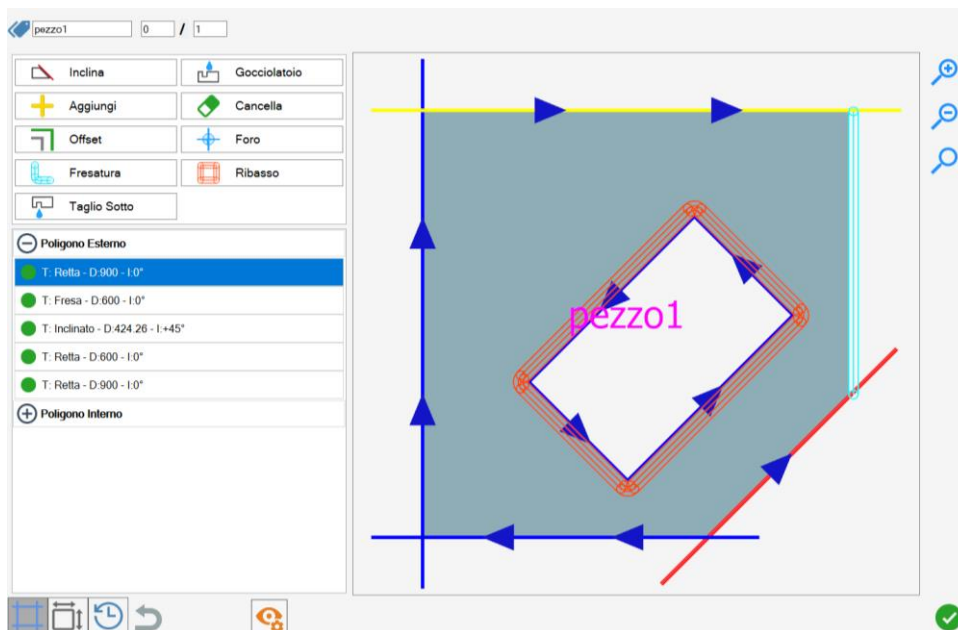 pezzo1 0 / 1
Inclina Gocciolatoio
Aggiungi Cancella
Offset Foro
Fresatura Ribasso
Taglio Sotto
Poligono Esterno
T: Retta - D:900 - I:0°
T: Fresa - D:600 - I:0°
T: Inclinato - D:424.26 - I:+45°
T: Retta - D:600 - I:0°
T: Retta - D:900 - I:0°
Poligono Interno
pezzo1